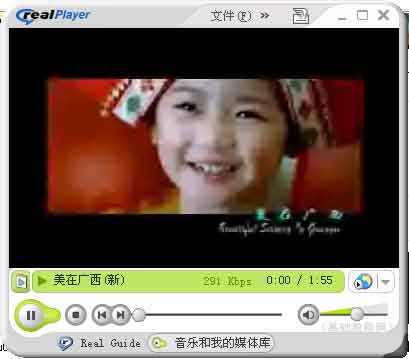 realPlayer
文件(F) »
美在广西
Beautiful Scenery In Guangxi
美在广西(新) 291 Kbps 0:00 / 1:55
Real Guide 音乐和我的媒体库